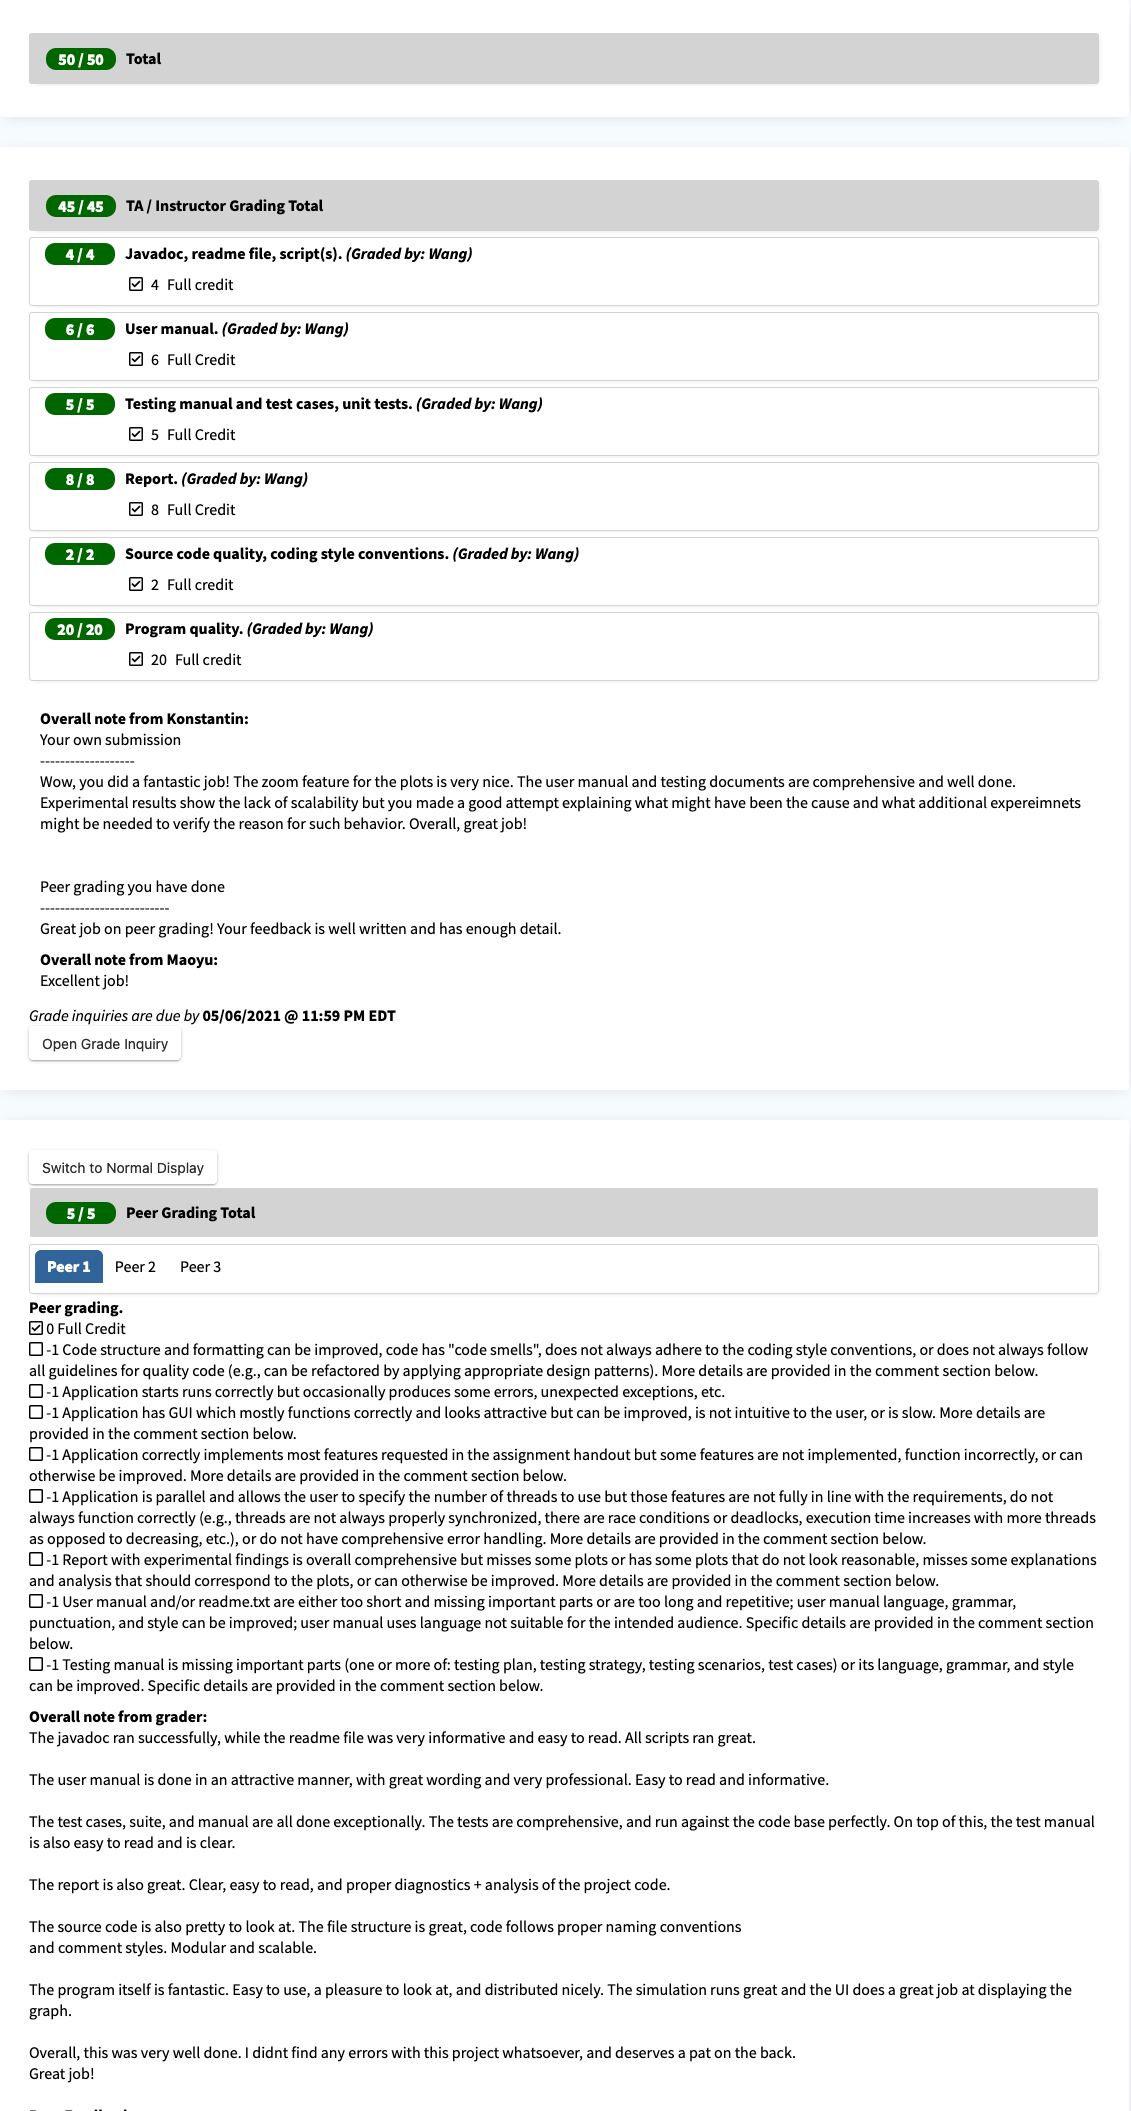 50 / 50 Total
45 / 45 TA / Instructor Grading Total
4 / 4 Javadoc, readme file, script(s). (Graded by: Wang)
4 Full credit
6 / 6 User manual. (Graded by: Wang)
6 Full Credit
5 / 5 Testing manual and test cases, unit tests. (Graded by: Wang)
5 Full Credit
8 / 8 Report. (Graded by: Wang)
8 Full Credit
2 / 2 Source code quality, coding style conventions. (Graded by: Wang)
2 Full credit
20 / 20 Program quality. (Graded by: Wang)
20 Full credit
Overall note from Konstantin:
Your own submission
-------------------
Wow, you did a fantastic job! The zoom feature for the plots is very nice. The user manual and testing documents are comprehensive and well done.
Experimental results show the lack of scalability but you made a good attempt explaining what might have been the cause and what additional expereimnets
might be needed to verify the reason for such behavior. Overall, great job!
Peer grading you have done
--------------------------
Great job on peer grading! Your feedback is well written and has enough detail.
Overall note from Maoyu:
Excellent job!
Grade inquiries are due by 05/06/2021 @ 11:59 PM EDT
Open Grade Inquiry
Switch to Normal Display
5 / 5 Peer Grading Total
Peer 1 Peer 2 Peer 3
Peer grading.
0 Full Credit
-1 Code structure and formatting can be improved, code has "code smells", does not always adhere to the coding style conventions, or does not always follow
all guidelines for quality code (e.g., can be refactored by applying appropriate design patterns). More details are provided in the comment section below.
-1 Application starts runs correctly but occasionally produces some errors, unexpected exceptions, etc.
-1 Application has GUI which mostly functions correctly and looks attractive but can be improved, is not intuitive to the user, or is slow. More details are
provided in the comment section below.
-1 Application correctly implements most features requested in the assignment handout but some features are not implemented, function incorrectly, or can
otherwise be improved. More details are provided in the comment section below.
-1 Application is parallel and allows the user to specify the number of threads to use but those features are not fully in line with the requirements, do not
always function correctly (e.g., threads are not always properly synchronized, there are race conditions or deadlocks, execution time increases with more threads
as opposed to decreasing, etc.), or do not have comprehensive error handling. More details are provided in the comment section below.
-1 Report with experimental findings is overall comprehensive but misses some plots or has some plots that do not look reasonable, misses some explanations
and analysis that should correspond to the plots, or can otherwise be improved. More details are provided in the comment section below.
-1 User manual and/or readme.txt are either too short and missing important parts or are too long and repetitive; user manual language, grammar,
punctuation, and style can be improved; user manual uses language not suitable for the intended audience. Specific details are provided in the comment section
below.
-1 Testing manual is missing important parts (one or more of: testing plan, testing strategy, testing scenarios, test cases) or its language, grammar, and style
can be improved. Specific details are provided in the comment section below.
Overall note from grader:
The javadoc ran successfully, while the readme file was very informative and easy to read. All scripts ran great.
The user manual is done in an attractive manner, with great wording and very professional. Easy to read and informative.
The test cases, suite, and manual are all done exceptionally. The tests are comprehensive, and run against the code base perfectly. On top of this, the test manual
is also easy to read and is clear.
The report is also great. Clear, easy to read, and proper diagnostics + analysis of the project code.
The source code is also pretty to look at. The file structure is great, code follows proper naming conventions
and comment styles. Modular and scalable.
The program itself is fantastic. Easy to use, a pleasure to look at, and distributed nicely. The simulation runs great and the UI does a great job at displaying the
graph.
Overall, this was very well done. I didnt find any errors with this project whatsoever, and deserves a pat on the back.
Great job!